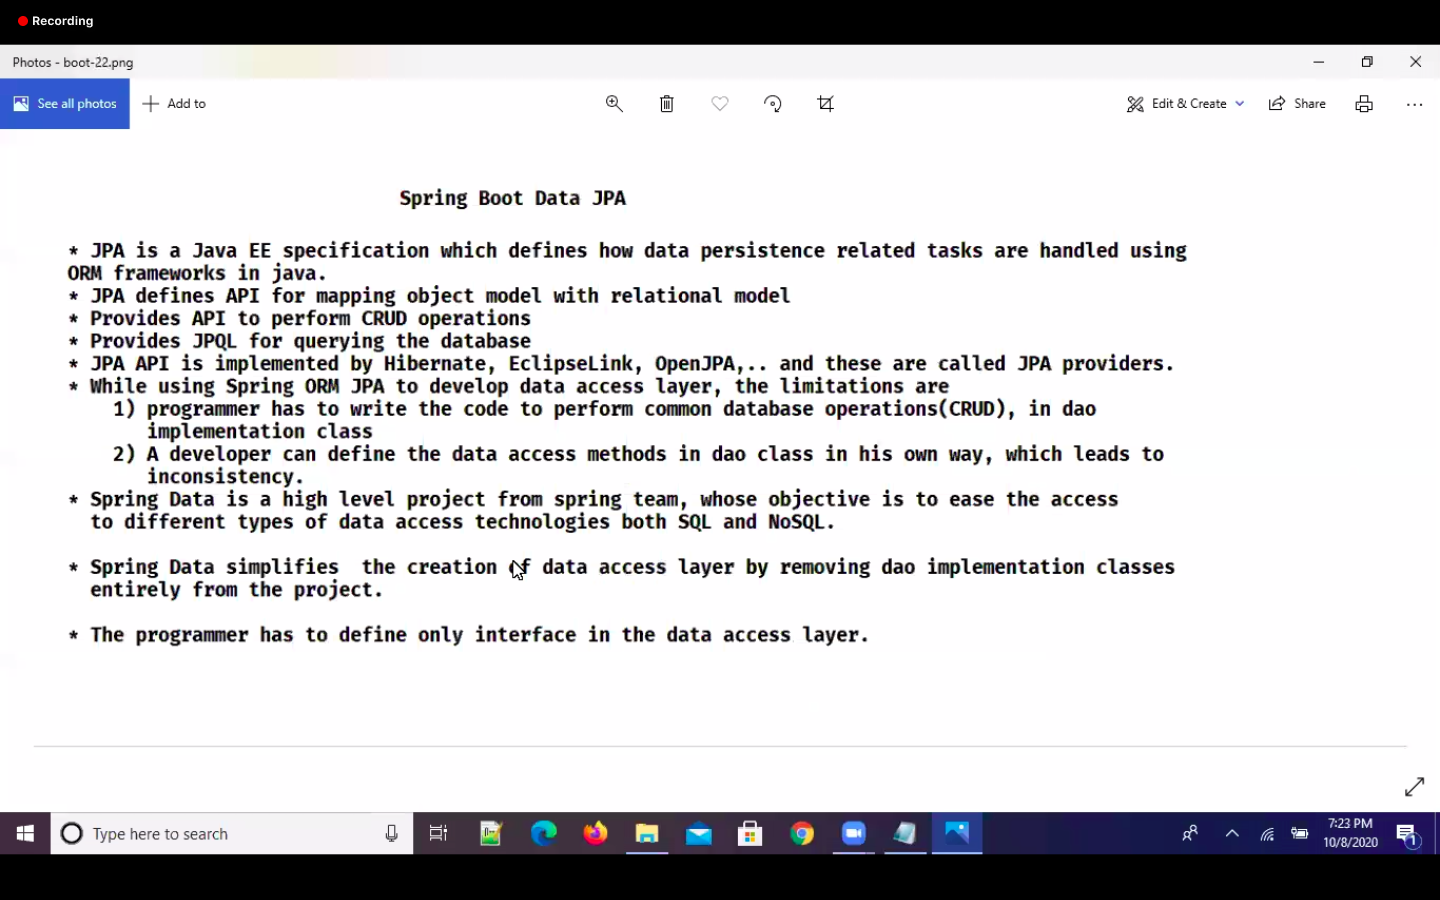 Recording
Photos - boot-22.png
See all photos
Add to
Edit & Create
Share
Spring Boot Data JPA
* JPA is a Java EE specification which defines how data persistence related tasks are handled using
ORM frameworks in java.
* JPA defines API for mapping object model with relational model
* Provides API to perform CRUD operations
* Provides JPQL for querying the database
* JPA API is implemented by Hibernate, EclipseLink, OpenJPA,.. and these are called JPA providers.
* While using Spring ORM JPA to develop data access layer, the limitations are
1) programmer has to write the code to perform common database operations(CRUD), in dao
implementation class
2) A developer can define the data access methods in dao class in his own way, which leads to
inconsistency.
* Spring Data is a high level project from spring team, whose objective is to ease the access
to different types of data access technologies both SQL and NoSQL.
* Spring Data simplifies the creation of data access layer by removing dao implementation classes
entirely from the project.
* The programmer has to define only interface in the data access layer.
Type here to search
7:23 PM
10/8/2020
1